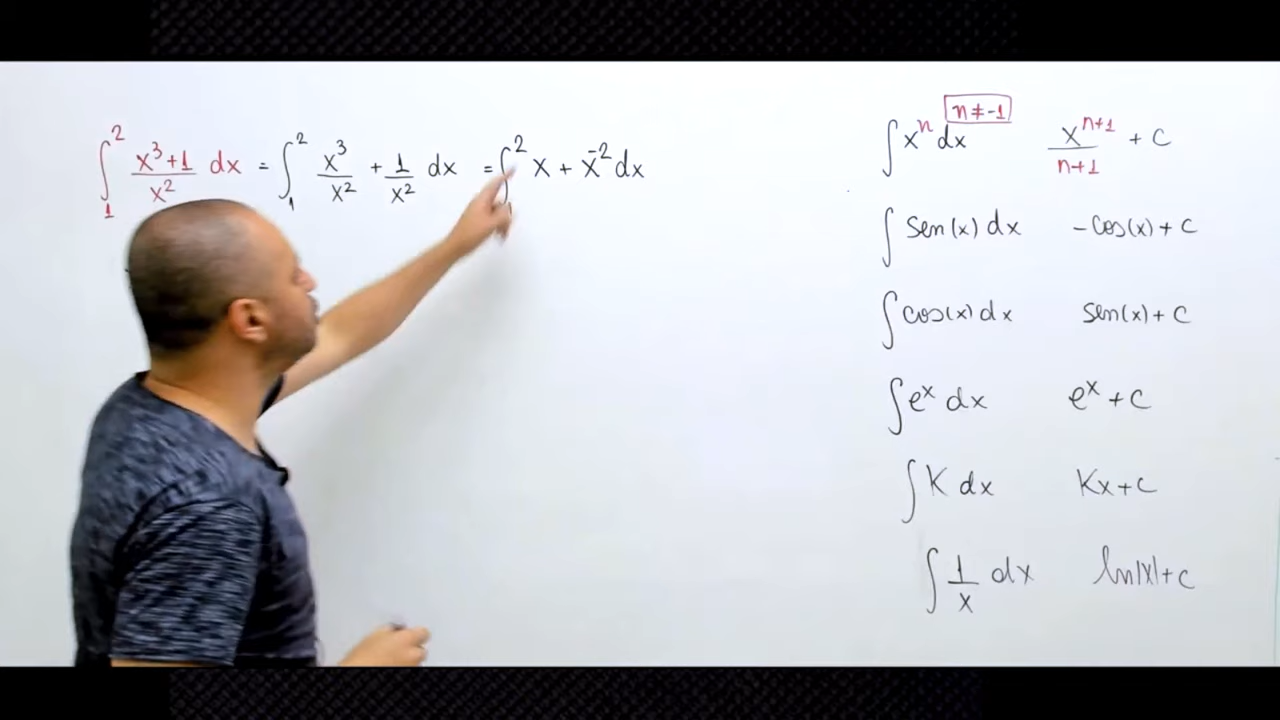 ∫₁² (x³+1)/x² dx = ∫₁² x³/x² + 1/x² dx = ∫² x + x⁻² dx
∫ xⁿ dx n≠-1 xⁿ⁺¹/(n+1) + c
∫ sen(x) dx -cos(x) + c
∫ cos(x) dx sen(x) + c
∫ eˣ dx eˣ + c
∫ K dx Kx + c
∫ 1/x dx ln|x| + c